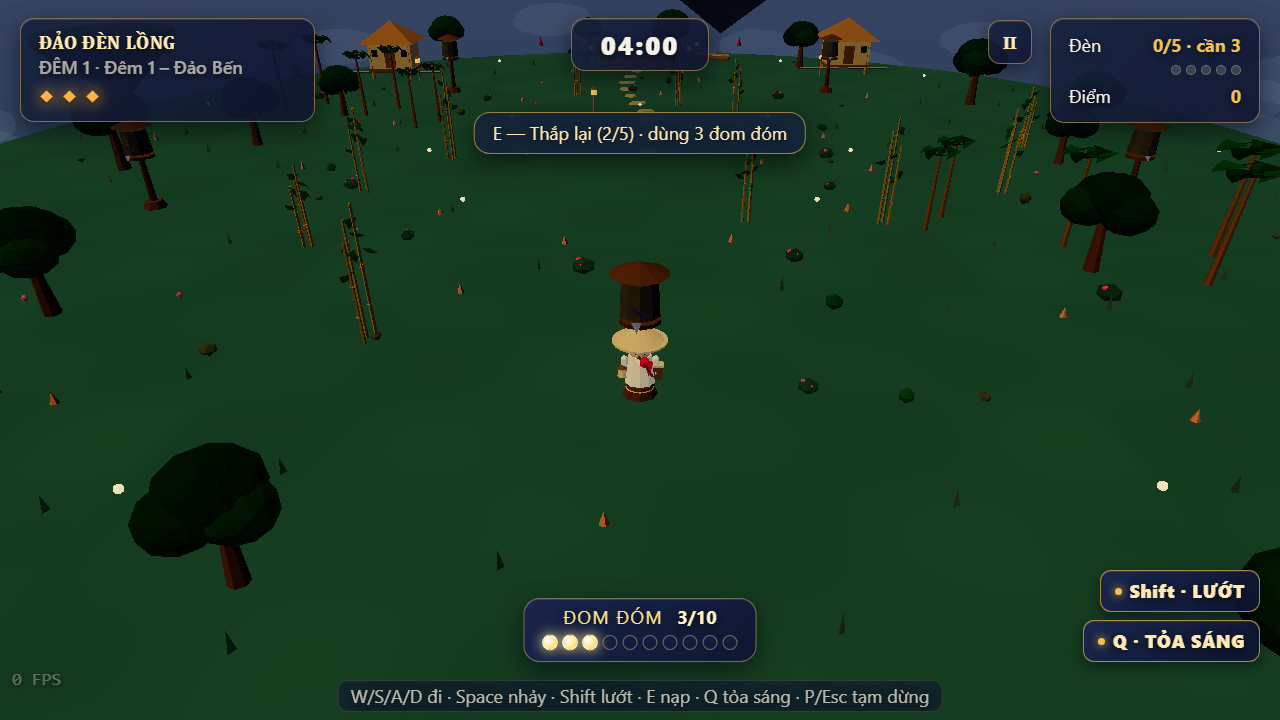 ĐẢO ĐÈN LỒNG
ĐÊM 1 · Đêm 1 – Đảo Bến
04:00
II
Đèn 0/5 · cần 3
Điểm 0
E — Thắp lại (2/5) · dùng 3 đom đóm
Shift · LƯỚT
Q · TỎA SÁNG
ĐOM ĐÓM 3/10
0 FPS
W/S/A/D đi · Space nhảy · Shift lướt · E nạp · Q tỏa sáng · P/Esc tạm dừng